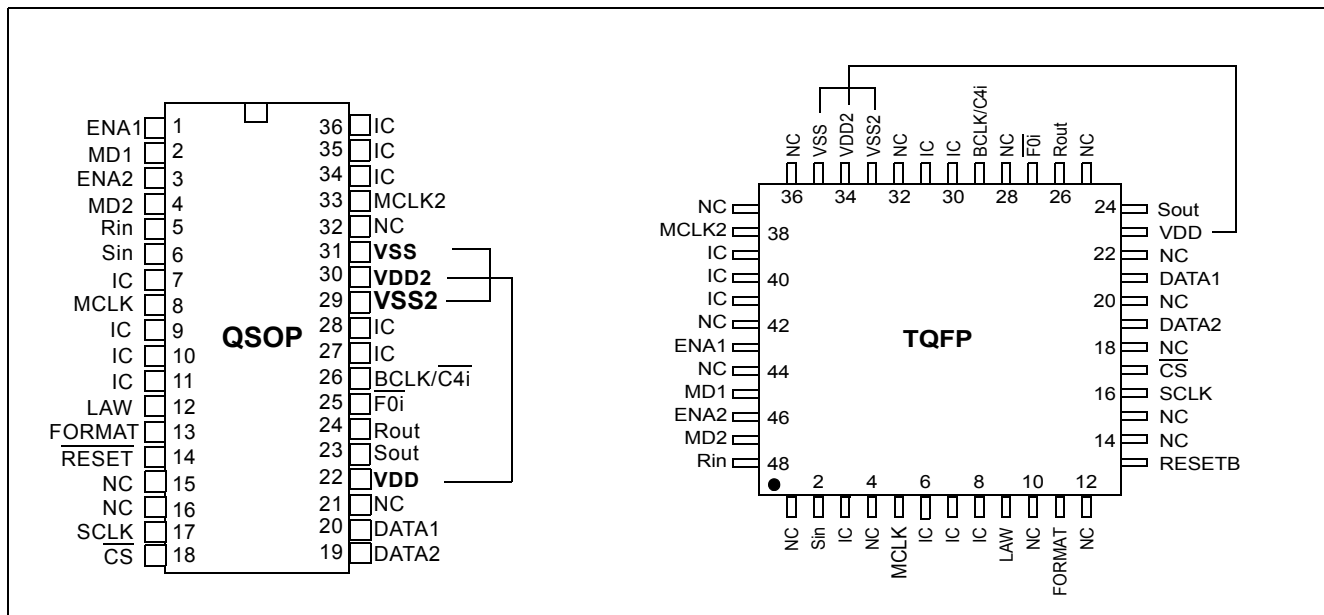 ENA1 1 36 IC
MD1 2 35 IC
ENA2 3 34 IC
MD2 4 33 MCLK2
Rin 5 32 NC
Sin 6 31 VSS
IC 7 30 VDD2
MCLK 8 29 VSS2
IC 9 28 IC
IC 10 27 IC
IC 11 26 BCLK/C4i
LAW 12 25 F0i
FORMAT 13 24 Rout
RESET 14 23 Sout
NC 15 22 VDD
NC 16 21 NC
SCLK 17 20 DATA1
CS 18 19 DATA2
QSOP
NC VSS VDD2 VSS2 NC IC IC BCLK/C4i NC F0i Rout NC
36 34 32 30 28 26
NC 24 Sout
MCLK2 38 VDD
IC 22 NC
IC 40 DATA1
IC 20 NC
NC 42 DATA2
TQFP
ENA1 18 NC
NC 44 CS
MD1 16 SCLK
ENA2 46 NC
MD2 14 NC
Rin 48 RESETB
2 4 6 8 10 12
NC Sin IC NC MCLK IC IC IC LAW NC FORMAT NC